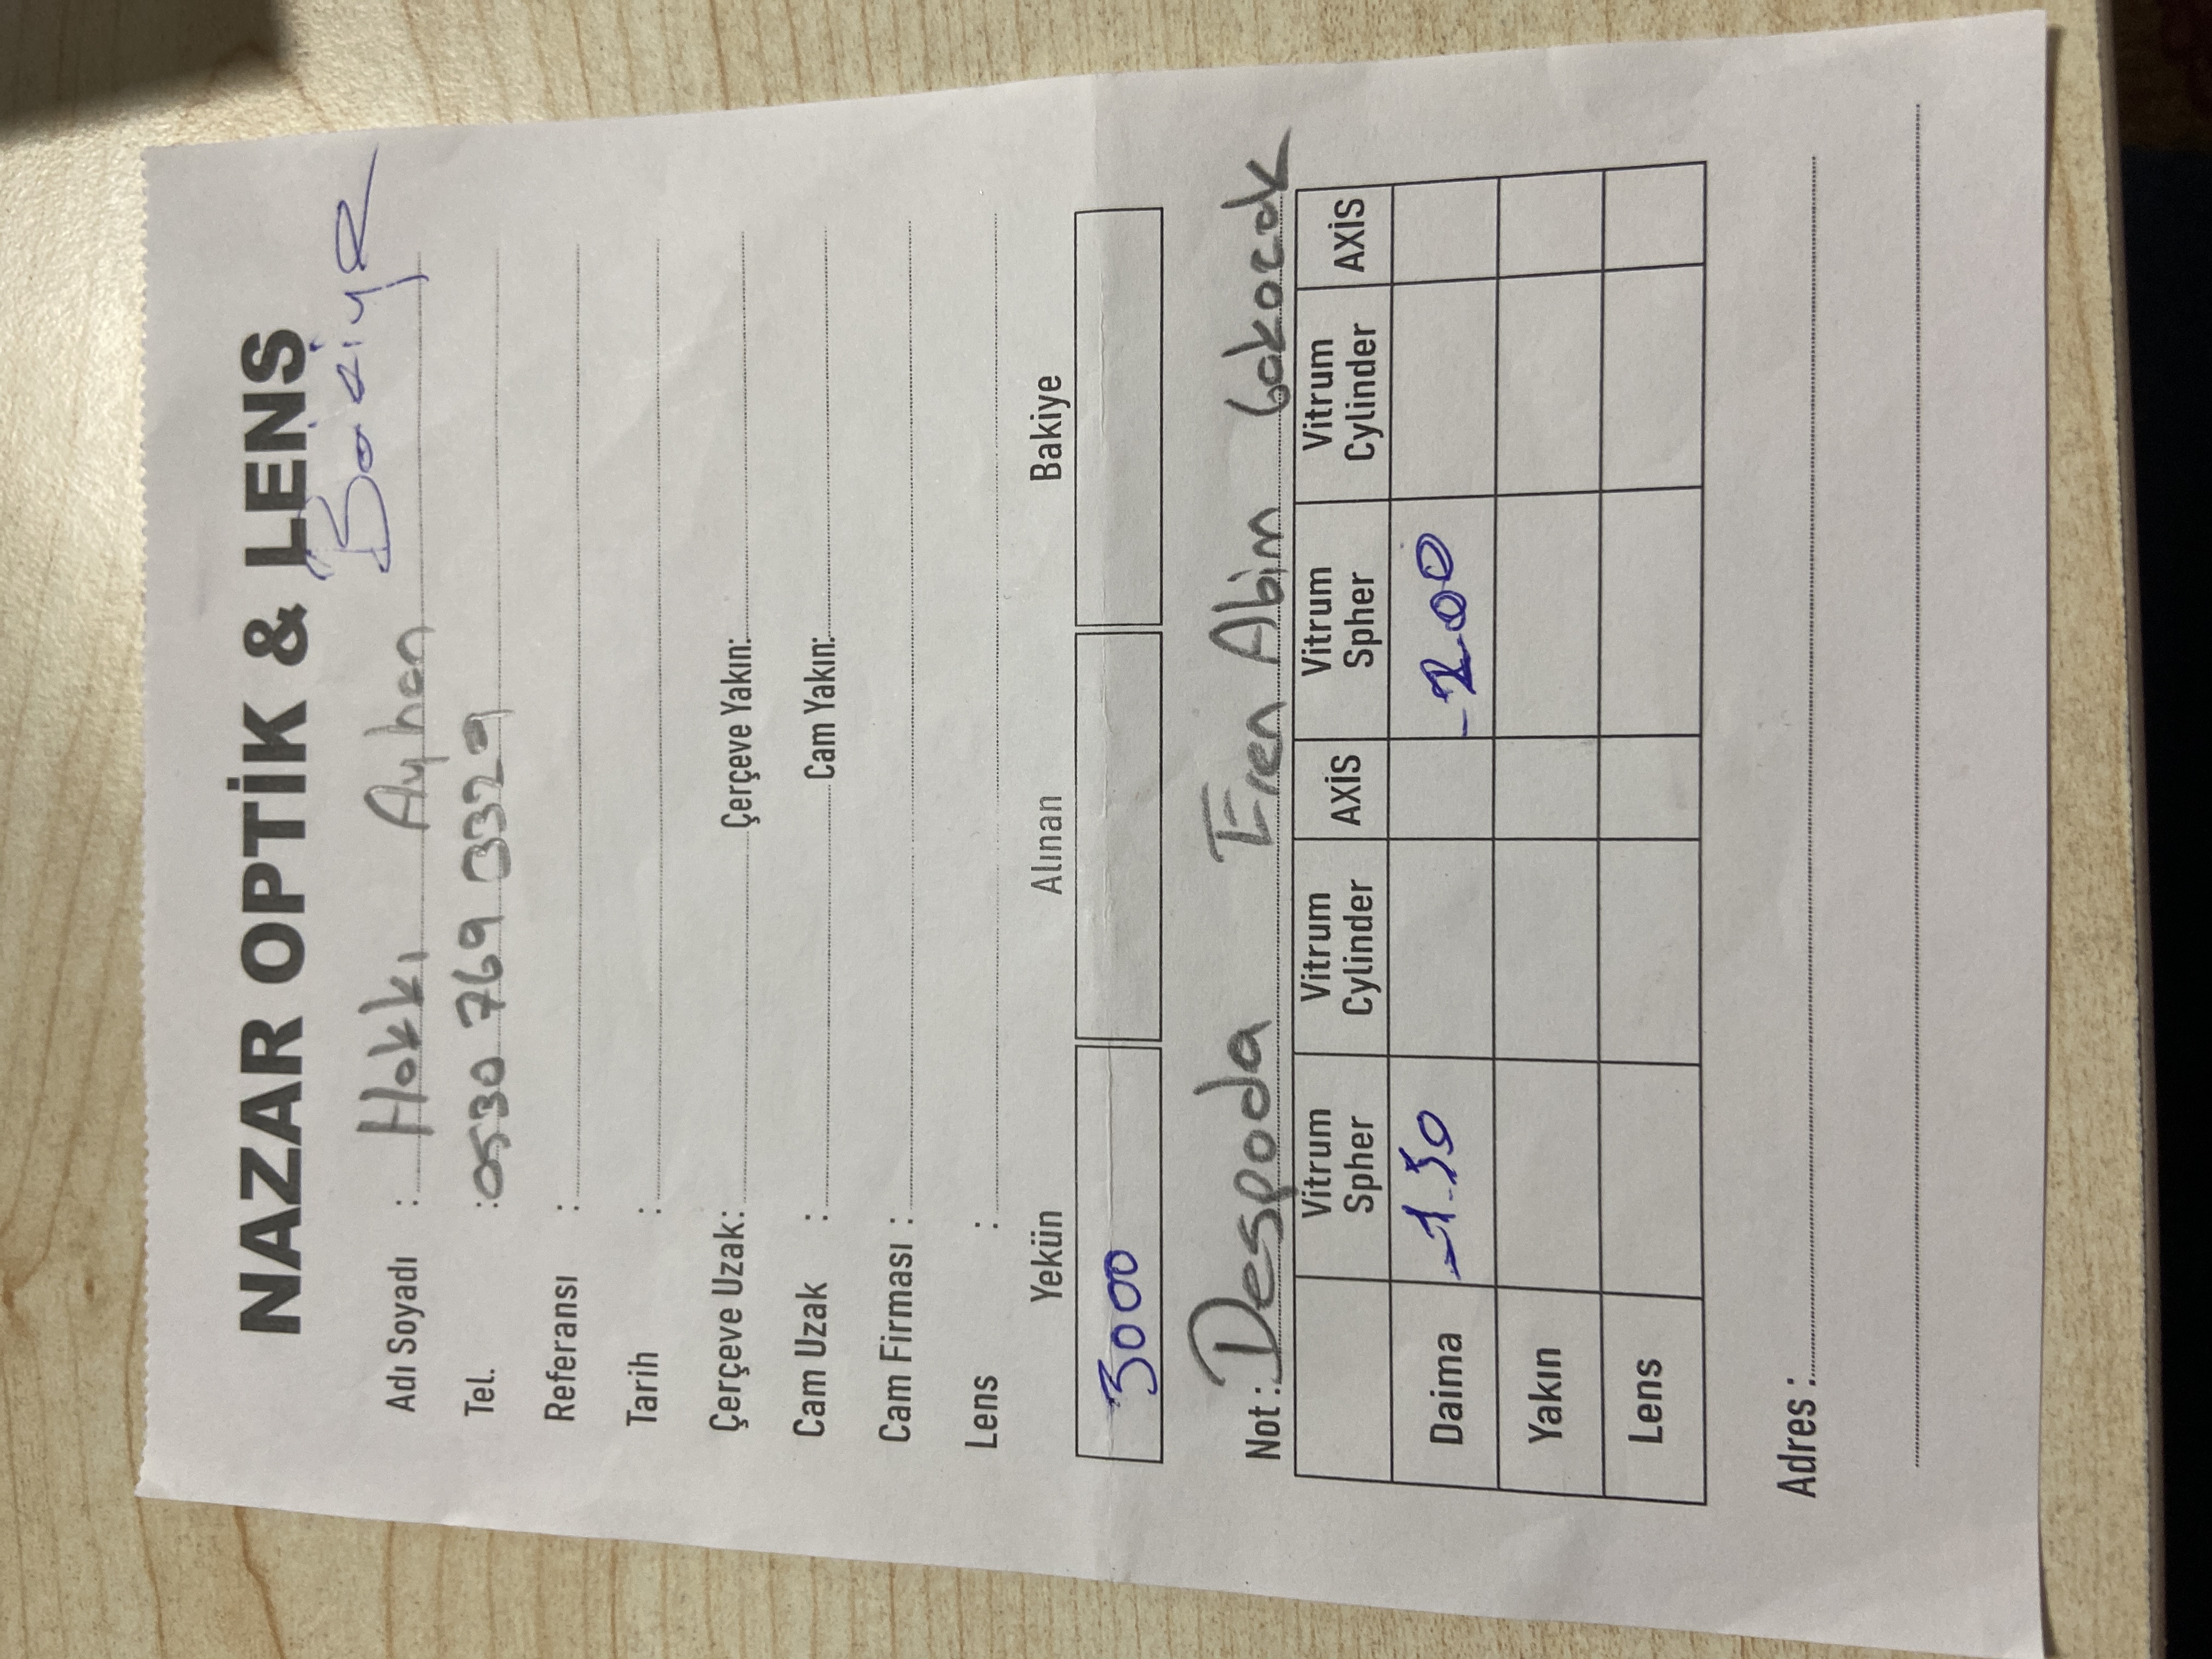 NAZAR OPTİK & LENS
Bakiye
Adı Soyadı : Hakkı Ayhan
Tel. : 0530 769 3329
Referansı :
Tarih :
Çerçeve Uzak: Çerçeve Yakın:
Cam Uzak : Cam Yakın:
Cam Firması :
Lens :
Yekün Alınan Bakiye
3000
Not : Despoda Eren Abim bakacak
Vitrum Spher Vitrum Cylinder AXİS Vitrum Spher Vitrum Cylinder AXİS
Daima -1.50 -2.00
Yakın
Lens
Adres :